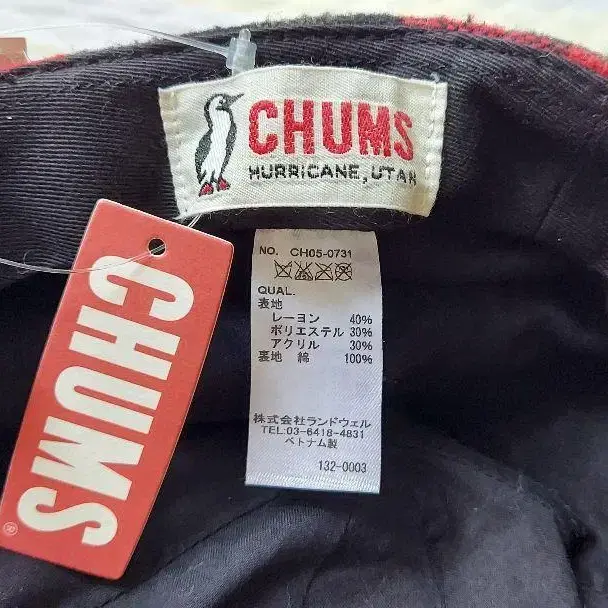 CHUMS
HURRICANE, UTAH
CHUMS
®
NO. CH05-0731
QUAL.
表地
レーヨン 40%
ポリエステル 30%
アクリル 30%
裏地 綿 100%
株式会社ランドウェル
TEL:03-6418-4831
ベトナム製
132-0003